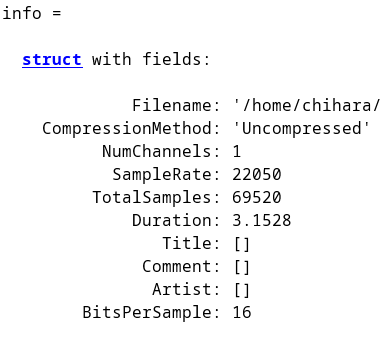 info =
struct with fields:
Filename: '/home/chihara/
CompressionMethod: 'Uncompressed'
NumChannels: 1
SampleRate: 22050
TotalSamples: 69520
Duration: 3.1528
Title: []
Comment: []
Artist: []
BitsPerSample: 16